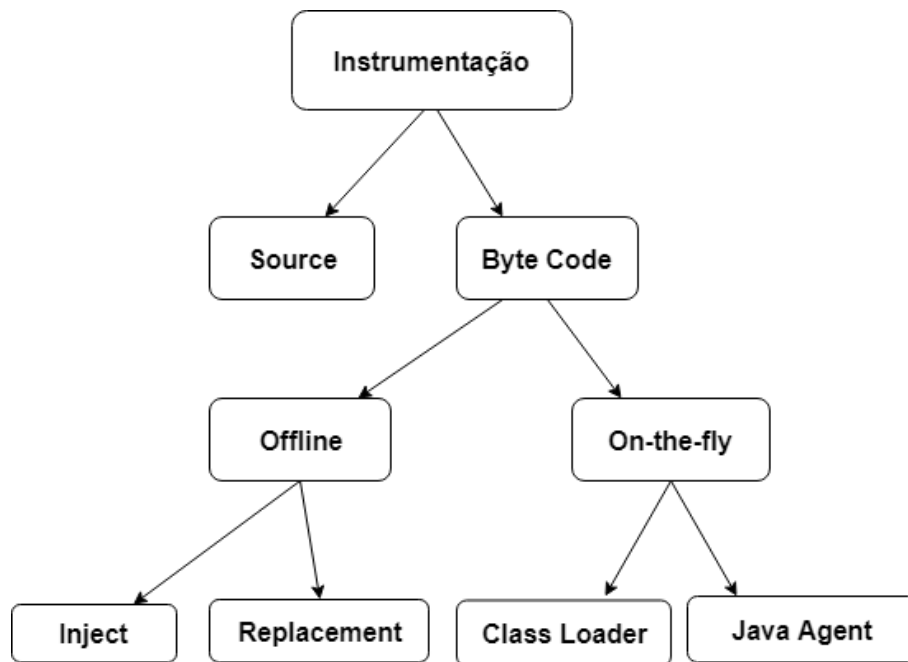 Instrumentação
Source
Byte Code
Offline
On-the-fly
Inject
Replacement
Class Loader
Java Agent